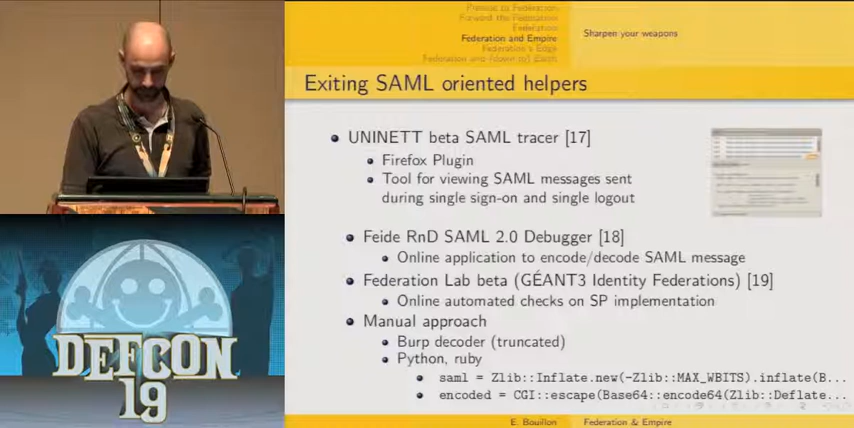 Prelude to Federation
Forward the Federation
Federation
Federation and Empire
Federation's Edge
Federation and (down to) Earth
Sharpen your weapons
Exiting SAML oriented helpers
UNINETT beta SAML tracer [17]
Firefox Plugin
Tool for viewing SAML messages sent
during single sign-on and single logout
Feide RnD SAML 2.0 Debugger [18]
Online application to encode/decode SAML message
Federation Lab beta (GÉANT3 Identity Federations) [19]
Online automated checks on SP implementation
Manual approach
Burp decoder (truncated)
Python, ruby
saml = Zlib::Inflate.new(-Zlib::MAX_WBITS).inflate(B...
encoded = CGI::escape(Base64::encode64(Zlib::Deflate...
E. Bouillon
Federation & Empire
DEFCON
19